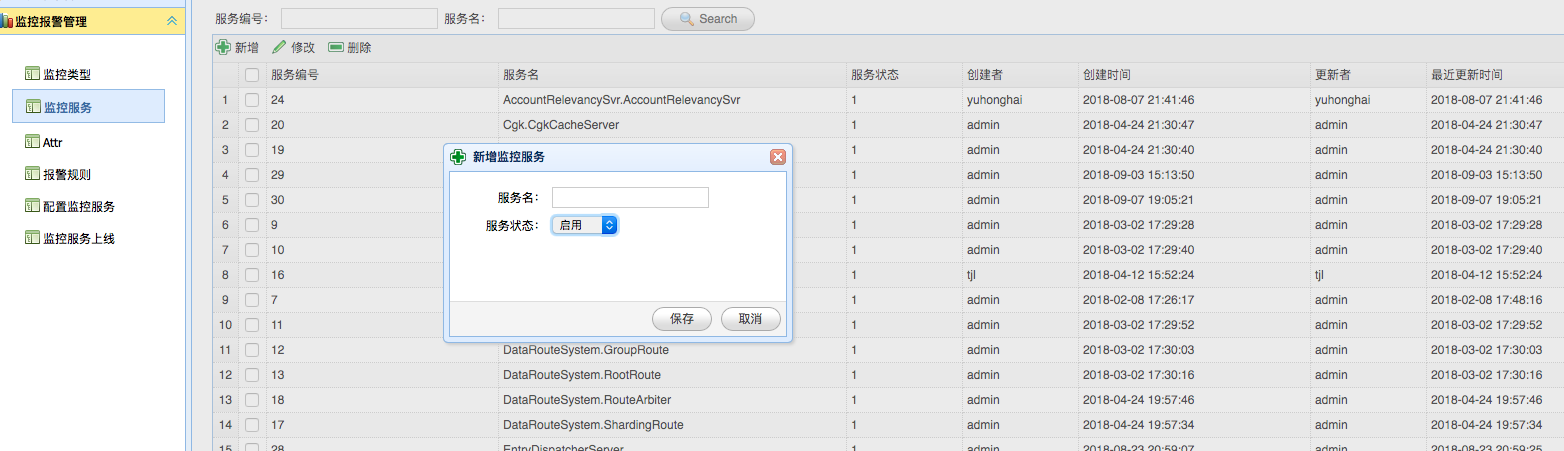 监控报警管理
监控类型
监控服务
Attr
报警规则
配置监控服务
监控服务上线
服务编号： 服务名： Search
新增 修改 删除
服务编号 服务名 服务状态 创建者 创建时间 更新者 最近更新时间
1 24 AccountRelevancySvr.AccountRelevancySvr 1 yuhonghai 2018-08-07 21:41:46 yuhonghai 2018-08-07 21:41:46
2 20 Cgk.CgkCacheServer 1 admin 2018-04-24 21:30:47 admin 2018-04-24 21:30:47
3 19 1 admin 2018-04-24 21:30:40 admin 2018-04-24 21:30:40
4 29 1 admin 2018-09-03 15:13:50 admin 2018-09-03 15:13:50
5 30 1 admin 2018-09-07 19:05:21 admin 2018-09-07 19:05:21
6 9 1 admin 2018-03-02 17:29:28 admin 2018-03-02 17:29:28
7 10 1 admin 2018-03-02 17:29:40 admin 2018-03-02 17:29:40
8 16 1 tjl 2018-04-12 15:52:24 tjl 2018-04-12 15:52:24
9 7 1 admin 2018-02-08 17:26:17 admin 2018-02-08 17:48:16
10 11 1 admin 2018-03-02 17:29:52 admin 2018-03-02 17:29:52
11 12 DataRouteSystem.GroupRoute 1 admin 2018-03-02 17:30:03 admin 2018-03-02 17:30:03
12 13 DataRouteSystem.RootRoute 1 admin 2018-03-02 17:30:16 admin 2018-03-02 17:30:16
13 18 DataRouteSystem.RouteArbiter 1 admin 2018-04-24 19:57:46 admin 2018-04-24 19:57:46
14 17 DataRouteSystem.ShardingRoute 1 admin 2018-04-24 19:57:34 admin 2018-04-24 19:57:34
15 28 EntryDispatcherServer 1 admin 2018-08-23 20:59:07 admin 2018-08-23 20:59:25
新增监控服务
服务名：
服务状态： 启用
保存 取消